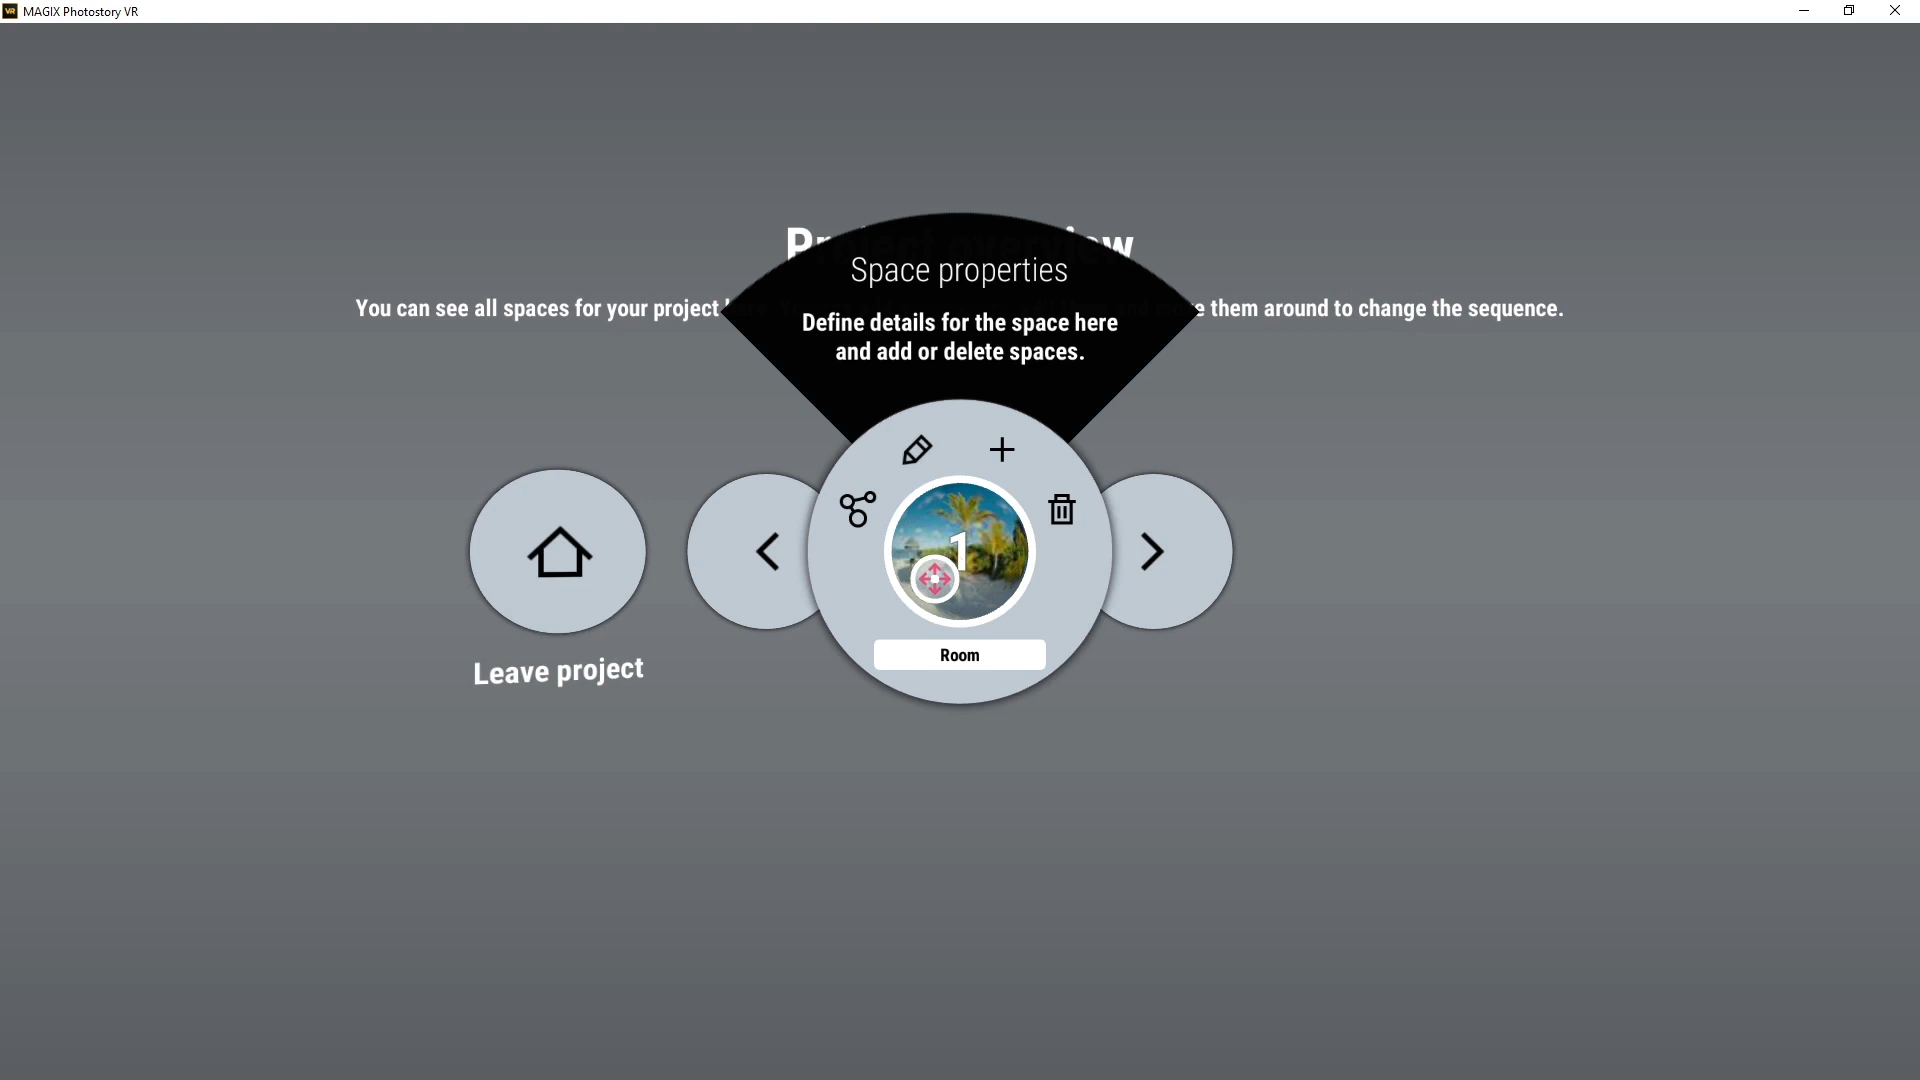 VR MAGIX Photostory VR
Space properties
You can see all spaces for your project them around to change the sequence.
Define details for the space here
and add or delete spaces.
1
Room
Leave project